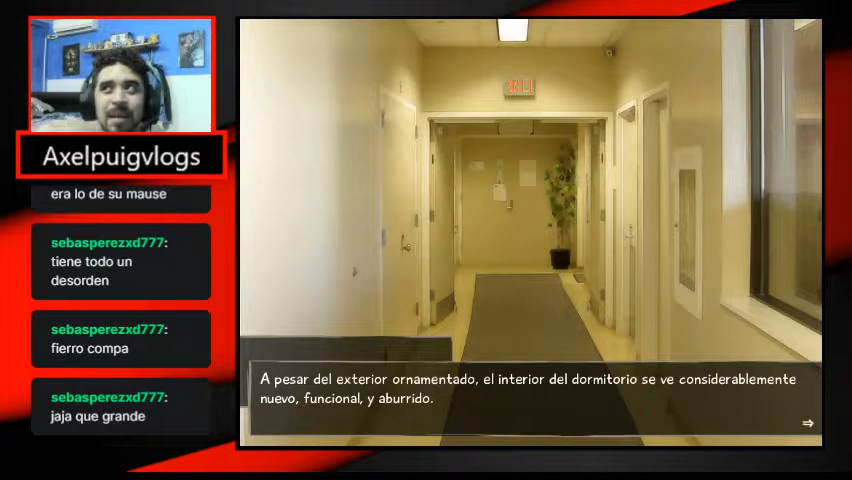 Axelpuigvlogs
era lo de su mause
sebasperezxd777:
tiene todo un
desorden
sebasperezxd777:
fierro compa
sebasperezxd777:
jaja que grande
A pesar del exterior ornamentado, el interior del dormitorio se ve considerablemente
nuevo, funcional, y aburrido.